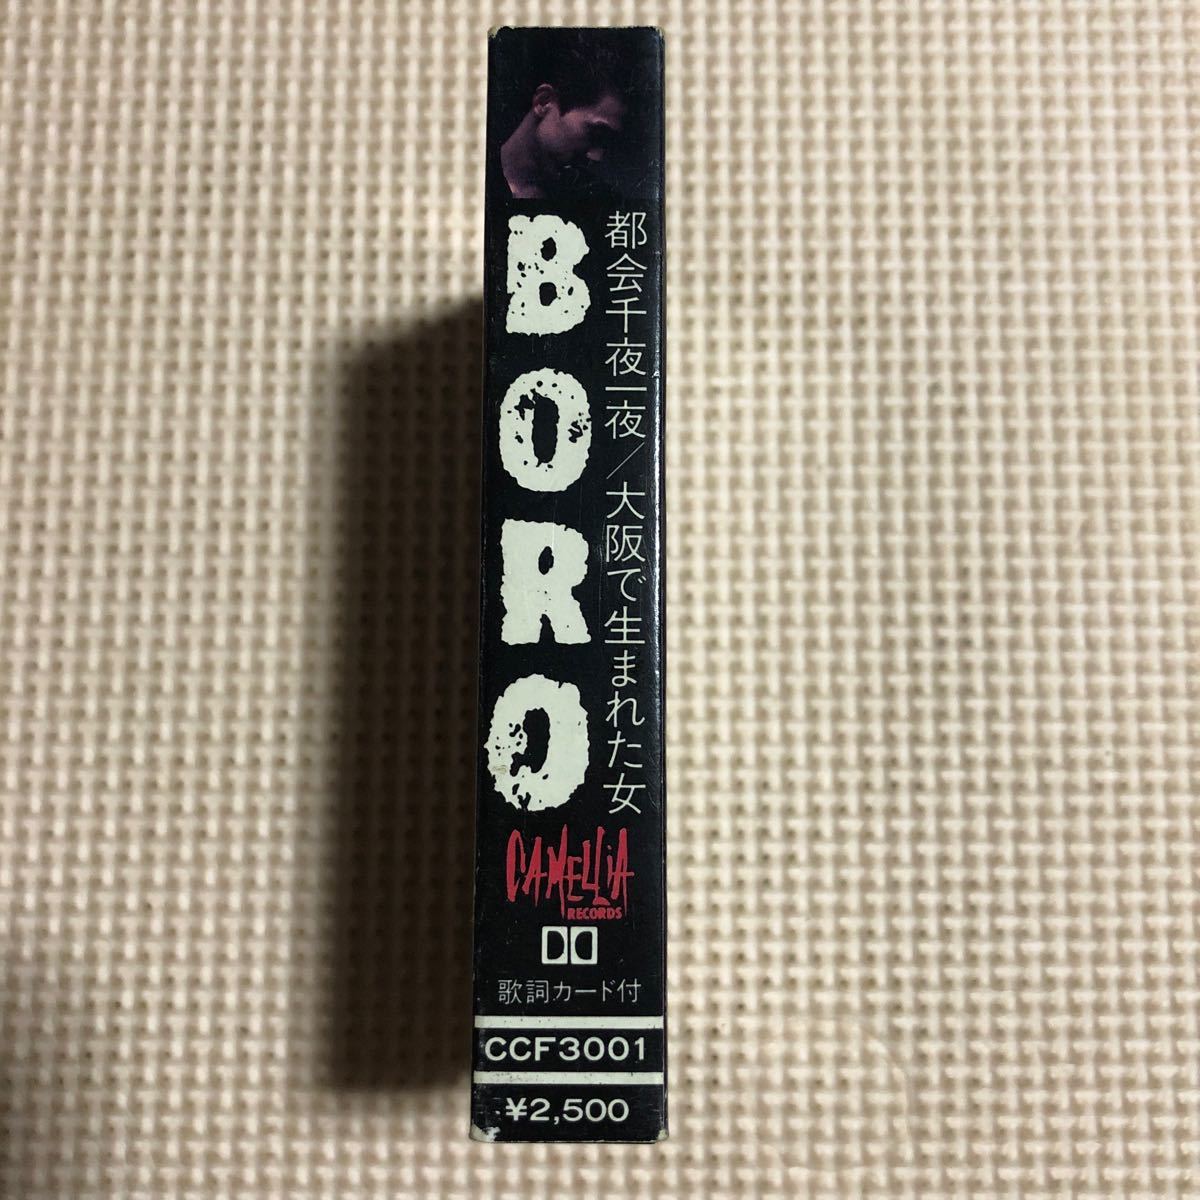 BORO
都会千夜一夜/大阪で生まれた女
CAMELLiA
RECORDS
歌詞カード付
CCF3001
¥2,500